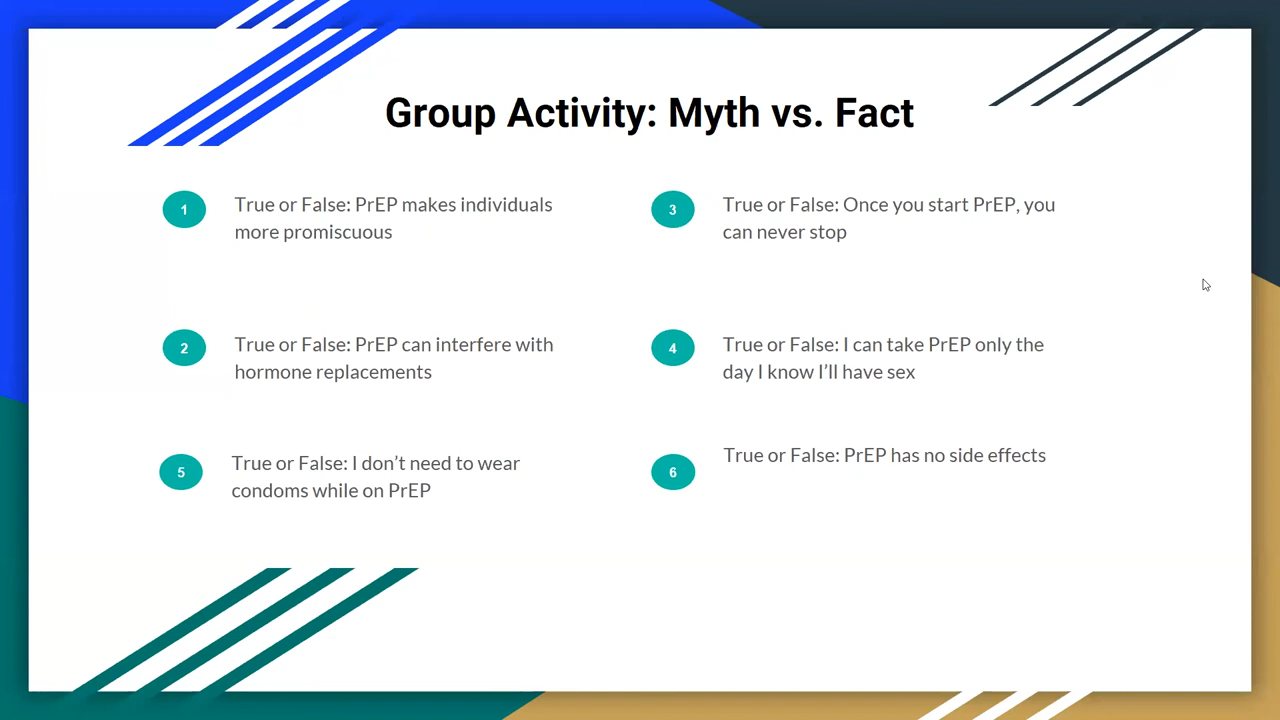 Group Activity: Myth vs. Fact
1
True or False: PrEP makes individuals
more promiscuous
2
True or False: PrEP can interfere with
hormone replacements
3
True or False: Once you start PrEP, you
can never stop
4
True or False: I can take PrEP only the
day I know I’ll have sex
5
True or False: I don’t need to wear
condoms while on PrEP
6
True or False: PrEP has no side effects